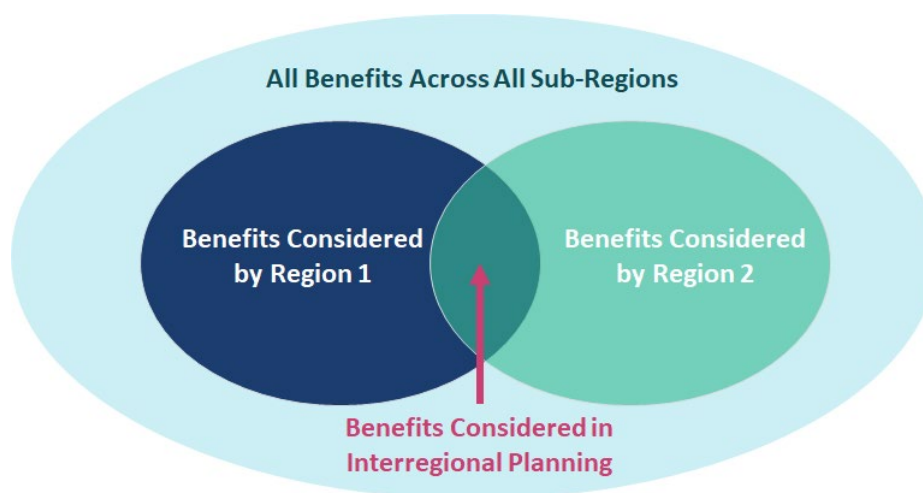 All Benefits Across All Sub-Regions
Benefits Considered
by Region 1
Benefits Considered
by Region 2
Benefits Considered in
Interregional Planning